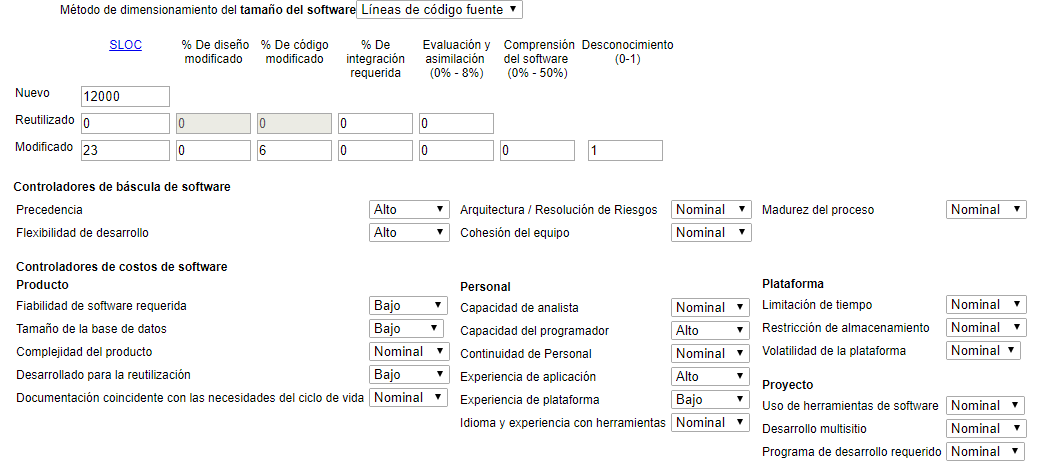 Método de dimensionamiento del tamaño del software Líneas de código fuente
SLOC % De diseño modificado % De código modificado % De integración requerida Evaluación y asimilación (0% - 8%) Comprensión del software (0% - 50%) Desconocimiento (0-1)
Nuevo 12000
Reutilizado 0 0 0 0 0
Modificado 23 0 6 0 0 0 1
Controladores de báscula de software
Precedencia Alto Arquitectura / Resolución de Riesgos Nominal Madurez del proceso Nominal
Flexibilidad de desarrollo Alto Cohesión del equipo Nominal
Controladores de costos de software
Producto
Fiabilidad de software requerida Bajo
Tamaño de la base de datos Bajo
Complejidad del producto Nominal
Desarrollado para la reutilización Bajo
Documentación coincidente con las necesidades del ciclo de vida Nominal
Personal
Capacidad de analista Nominal
Capacidad del programador Alto
Continuidad de Personal Nominal
Experiencia de aplicación Alto
Experiencia de plataforma Bajo
Idioma y experiencia con herramientas Nominal
Plataforma
Limitación de tiempo Nominal
Restricción de almacenamiento Nominal
Volatilidad de la plataforma Nominal
Proyecto
Uso de herramientas de software Nominal
Desarrollo multisitio Nominal
Programa de desarrollo requerido Nominal